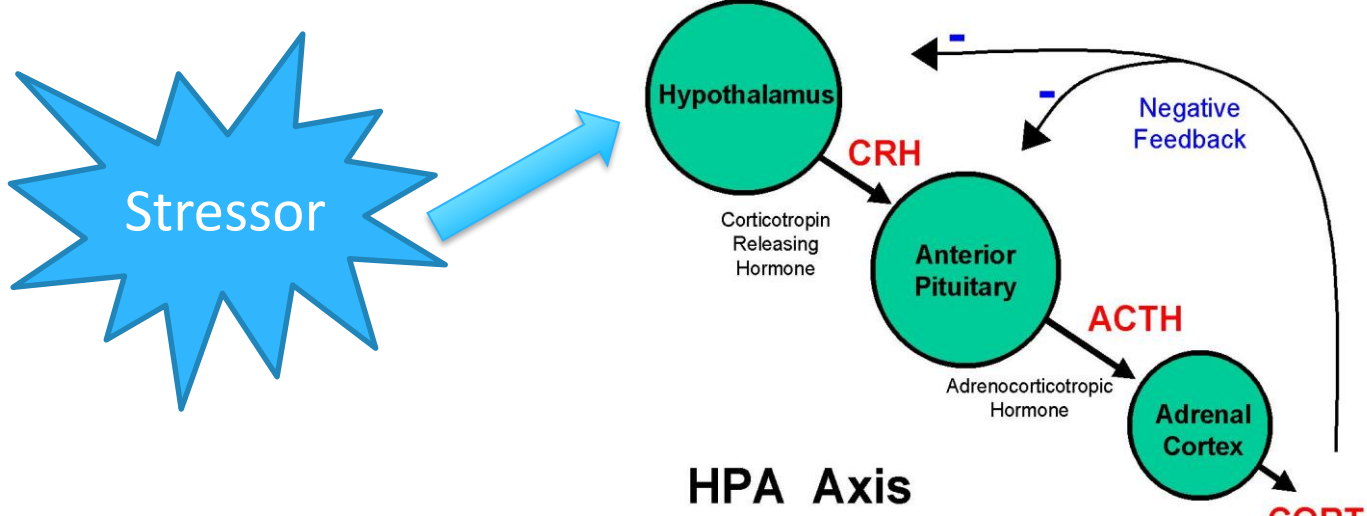 Stressor
Hypothalamus
-
-
Negative
Feedback
CRH
Corticotropin
Releasing
Hormone
Anterior
Pituitary
ACTH
Adrenocorticotropic
Hormone
Adrenal
Cortex
HPA Axis